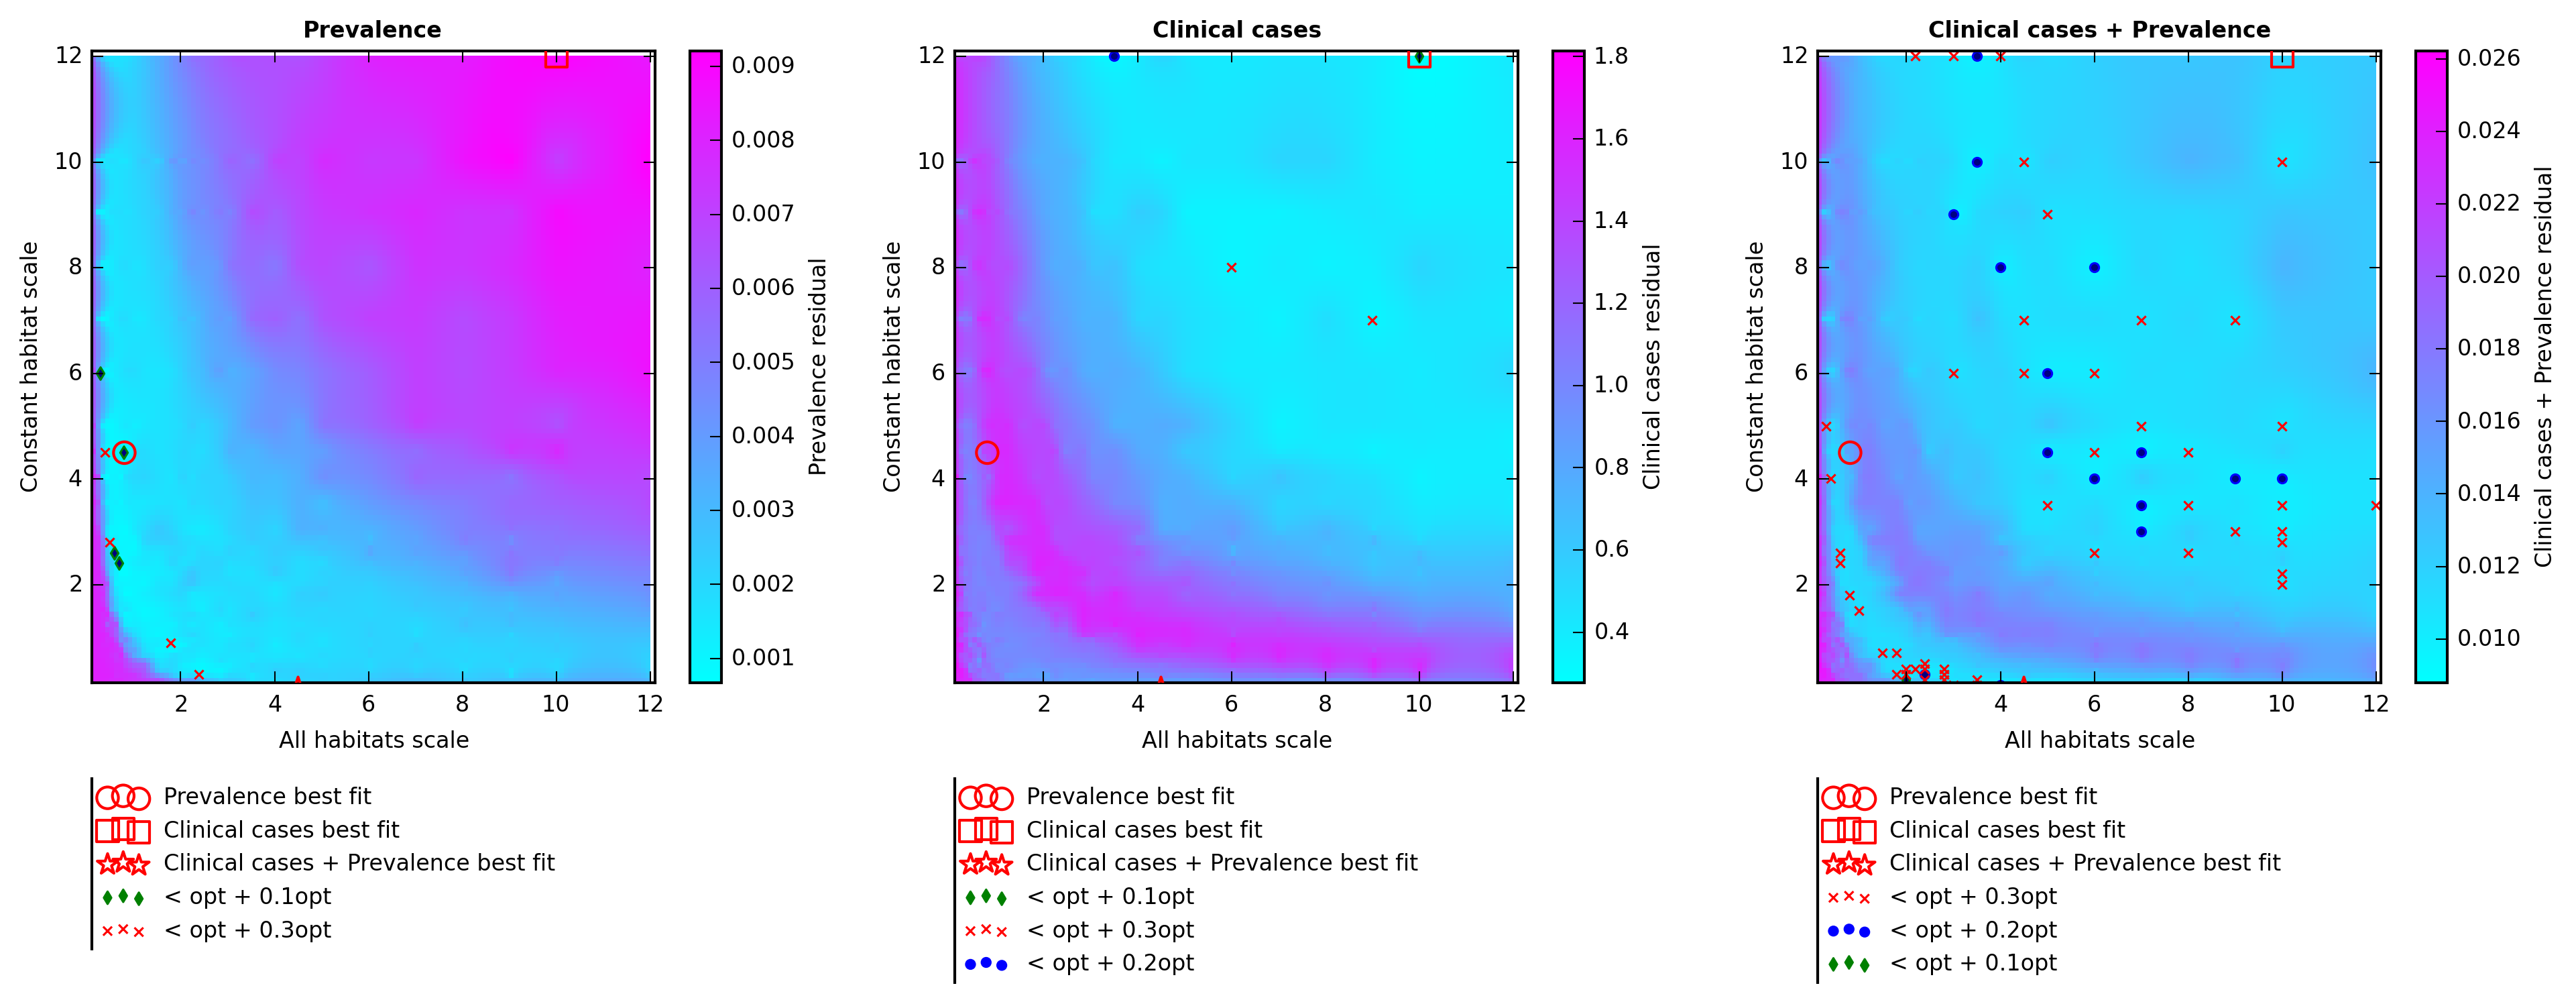 Prevalence
12
10
8
6
4
2
2 4 6 8 10 12
Constant habitat scale
All habitats scale
0.009
0.008
0.007
0.006
0.005
0.004
0.003
0.002
0.001
Prevalence residual
Prevalence best fit
Clinical cases best fit
Clinical cases + Prevalence best fit
< opt + 0.1opt
< opt + 0.3opt
Clinical cases
12
10
8
6
4
2
2 4 6 8 10 12
Constant habitat scale
All habitats scale
1.8
1.6
1.4
1.2
1.0
0.8
0.6
0.4
Clinical cases residual
Prevalence best fit
Clinical cases best fit
Clinical cases + Prevalence best fit
< opt + 0.1opt
< opt + 0.3opt
< opt + 0.2opt
Clinical cases + Prevalence
12
10
8
6
4
2
2 4 6 8 10 12
Constant habitat scale
All habitats scale
0.026
0.024
0.022
0.020
0.018
0.016
0.014
0.012
0.010
Clinical cases + Prevalence residual
Prevalence best fit
Clinical cases best fit
Clinical cases + Prevalence best fit
< opt + 0.3opt
< opt + 0.2opt
< opt + 0.1opt